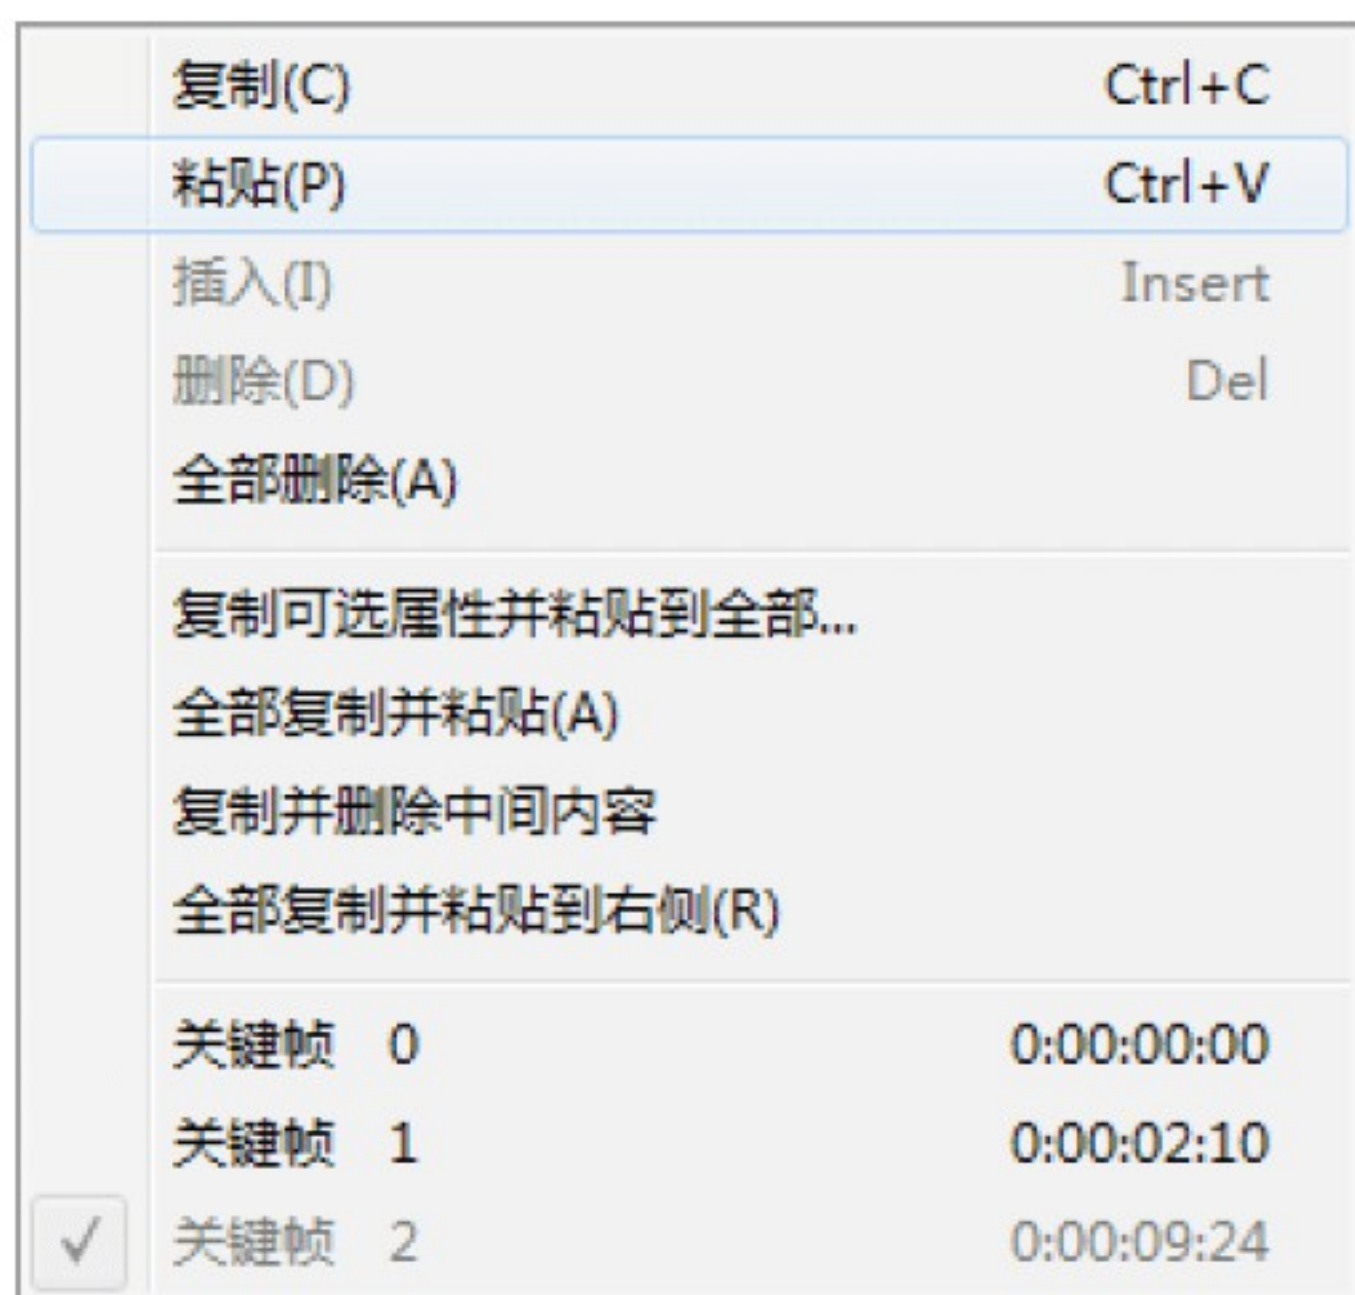 复制(C) Ctrl+C
粘贴(P) Ctrl+V
插入(I) Insert
删除(D) Del
全部删除(A)
复制可选属性并粘贴到全部...
全部复制并粘贴(A)
复制并删除中间内容
全部复制并粘贴到右侧(R)
关键帧 0 0:00:00:00
关键帧 1 0:00:02:10
关键帧 2 0:00:09:24